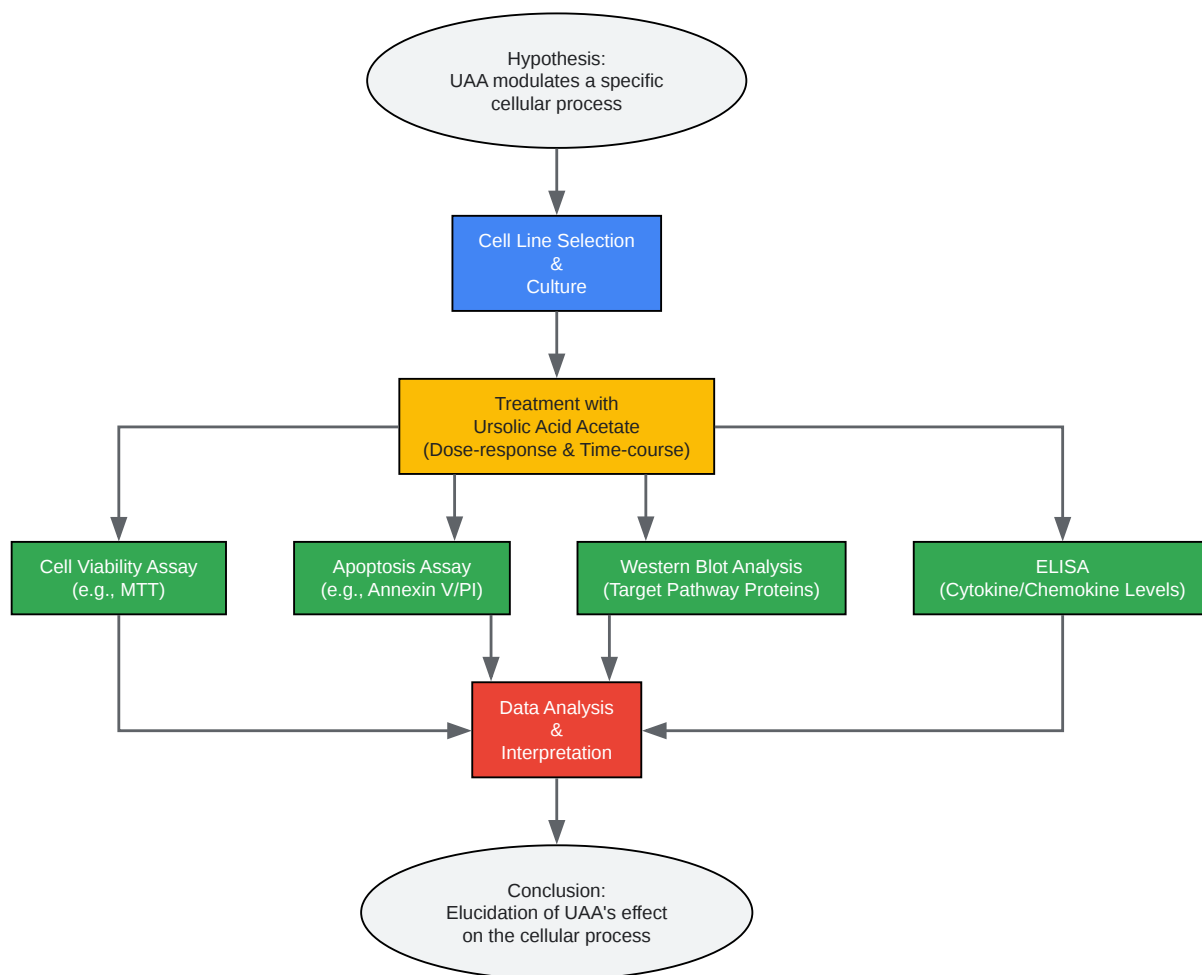 Hypothesis:
UAA modulates a specific
cellular process
Cell Line Selection
&
Culture
Treatment with
Ursolic Acid Acetate
(Dose-response & Time-course)
Cell Viability Assay
(e.g., MTT)
Apoptosis Assay
(e.g., Annexin V/PI)
Western Blot Analysis
(Target Pathway Proteins)
ELISA
(Cytokine/Chemokine Levels)
Data Analysis
&
Interpretation
Conclusion:
Elucidation of UAA's effect
on the cellular process